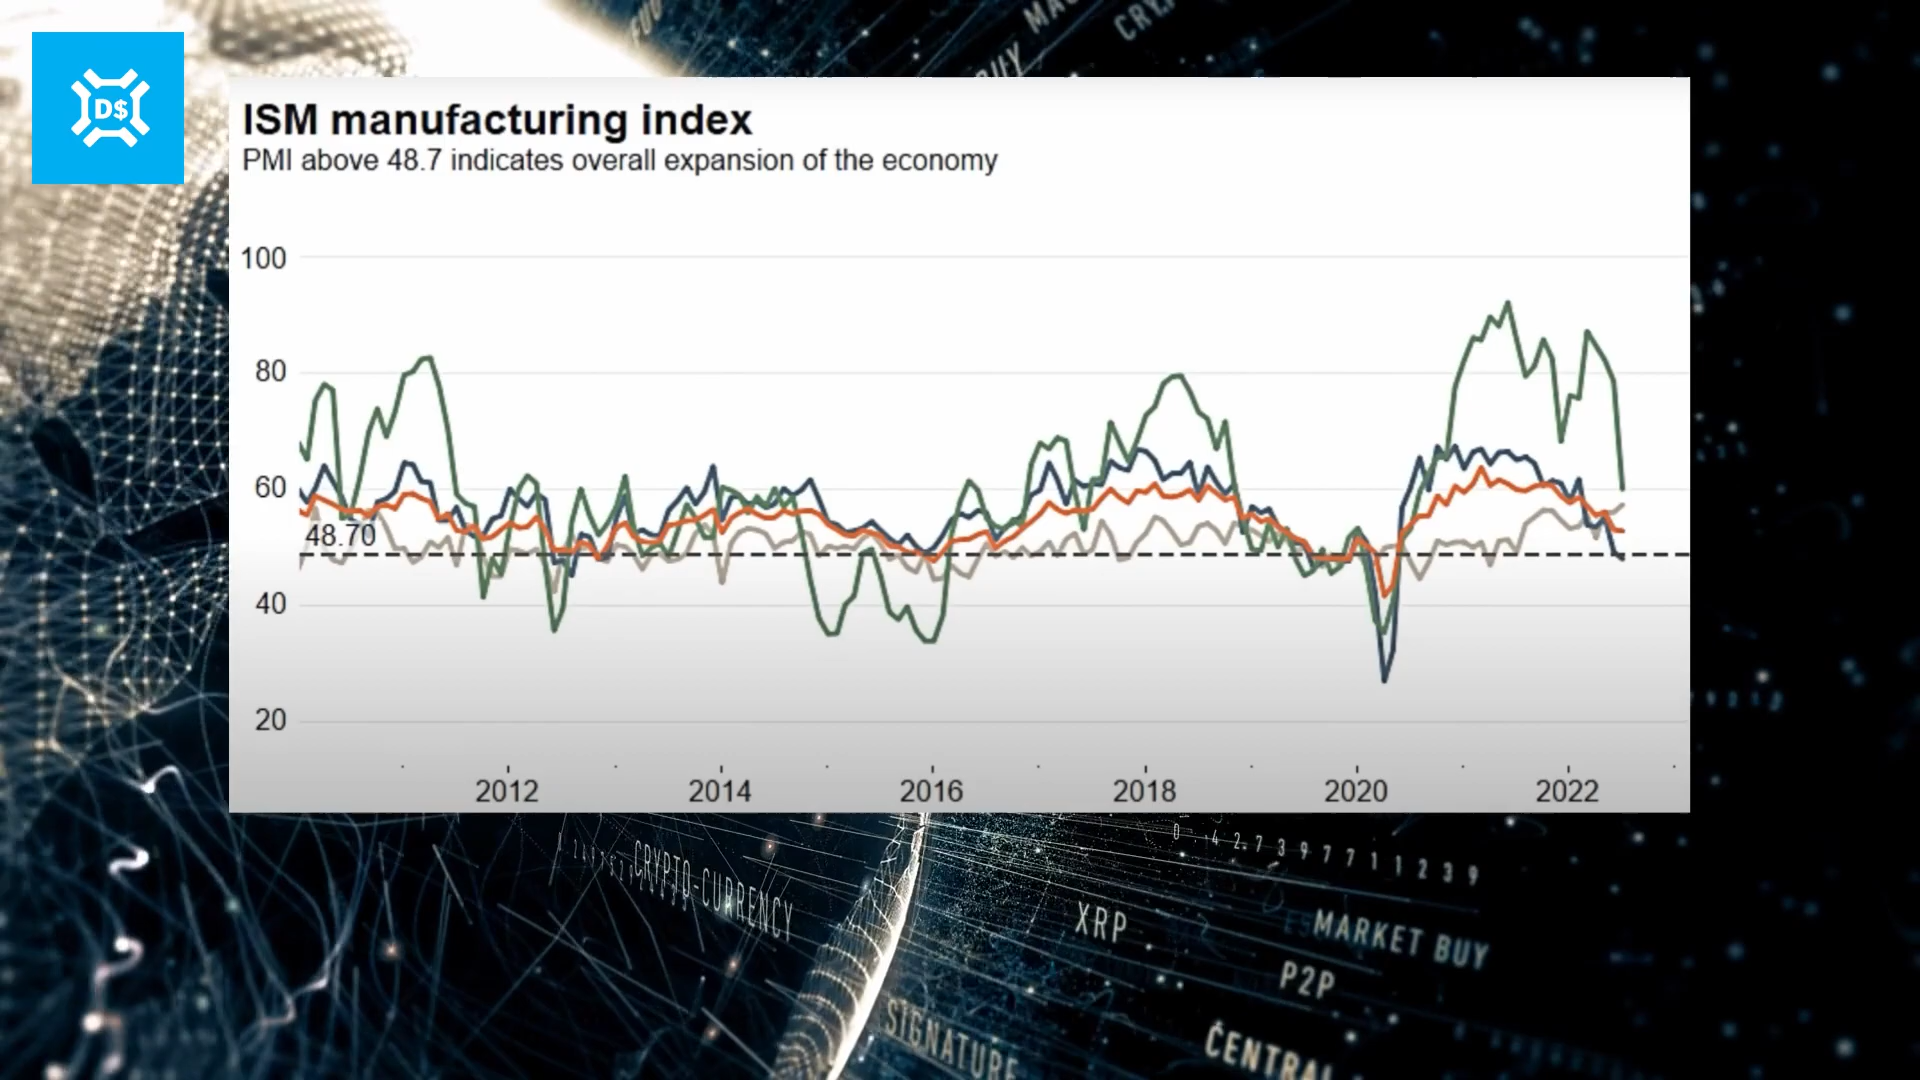 D$
ISM manufacturing index
PMI above 48.7 indicates overall expansion of the economy
100
80
60
48.70
40
20
2012
2014
2016
2018
2020
2022
CRYPTO-CURRENCY
XRP
MARKET BUY
P2P
SIGNATURE
CENTRAL